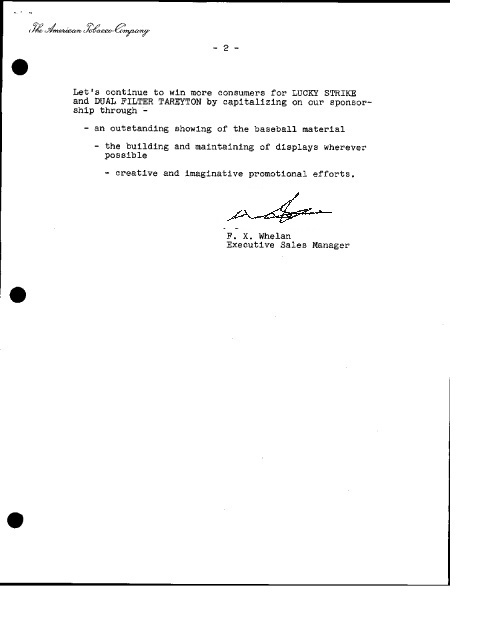 The American Tobacco Company
- 2 -
Let's continue to win more consumers for LUCKY STRIKE
and DUAL FILTER TAREYTON by capitalizing on our sponsor-
ship through -
- an outstanding showing of the baseball material
- the building and maintaining of displays wherever
possible
- creative and imaginative promotional efforts.
F. X. Whelan
Executive Sales Manager